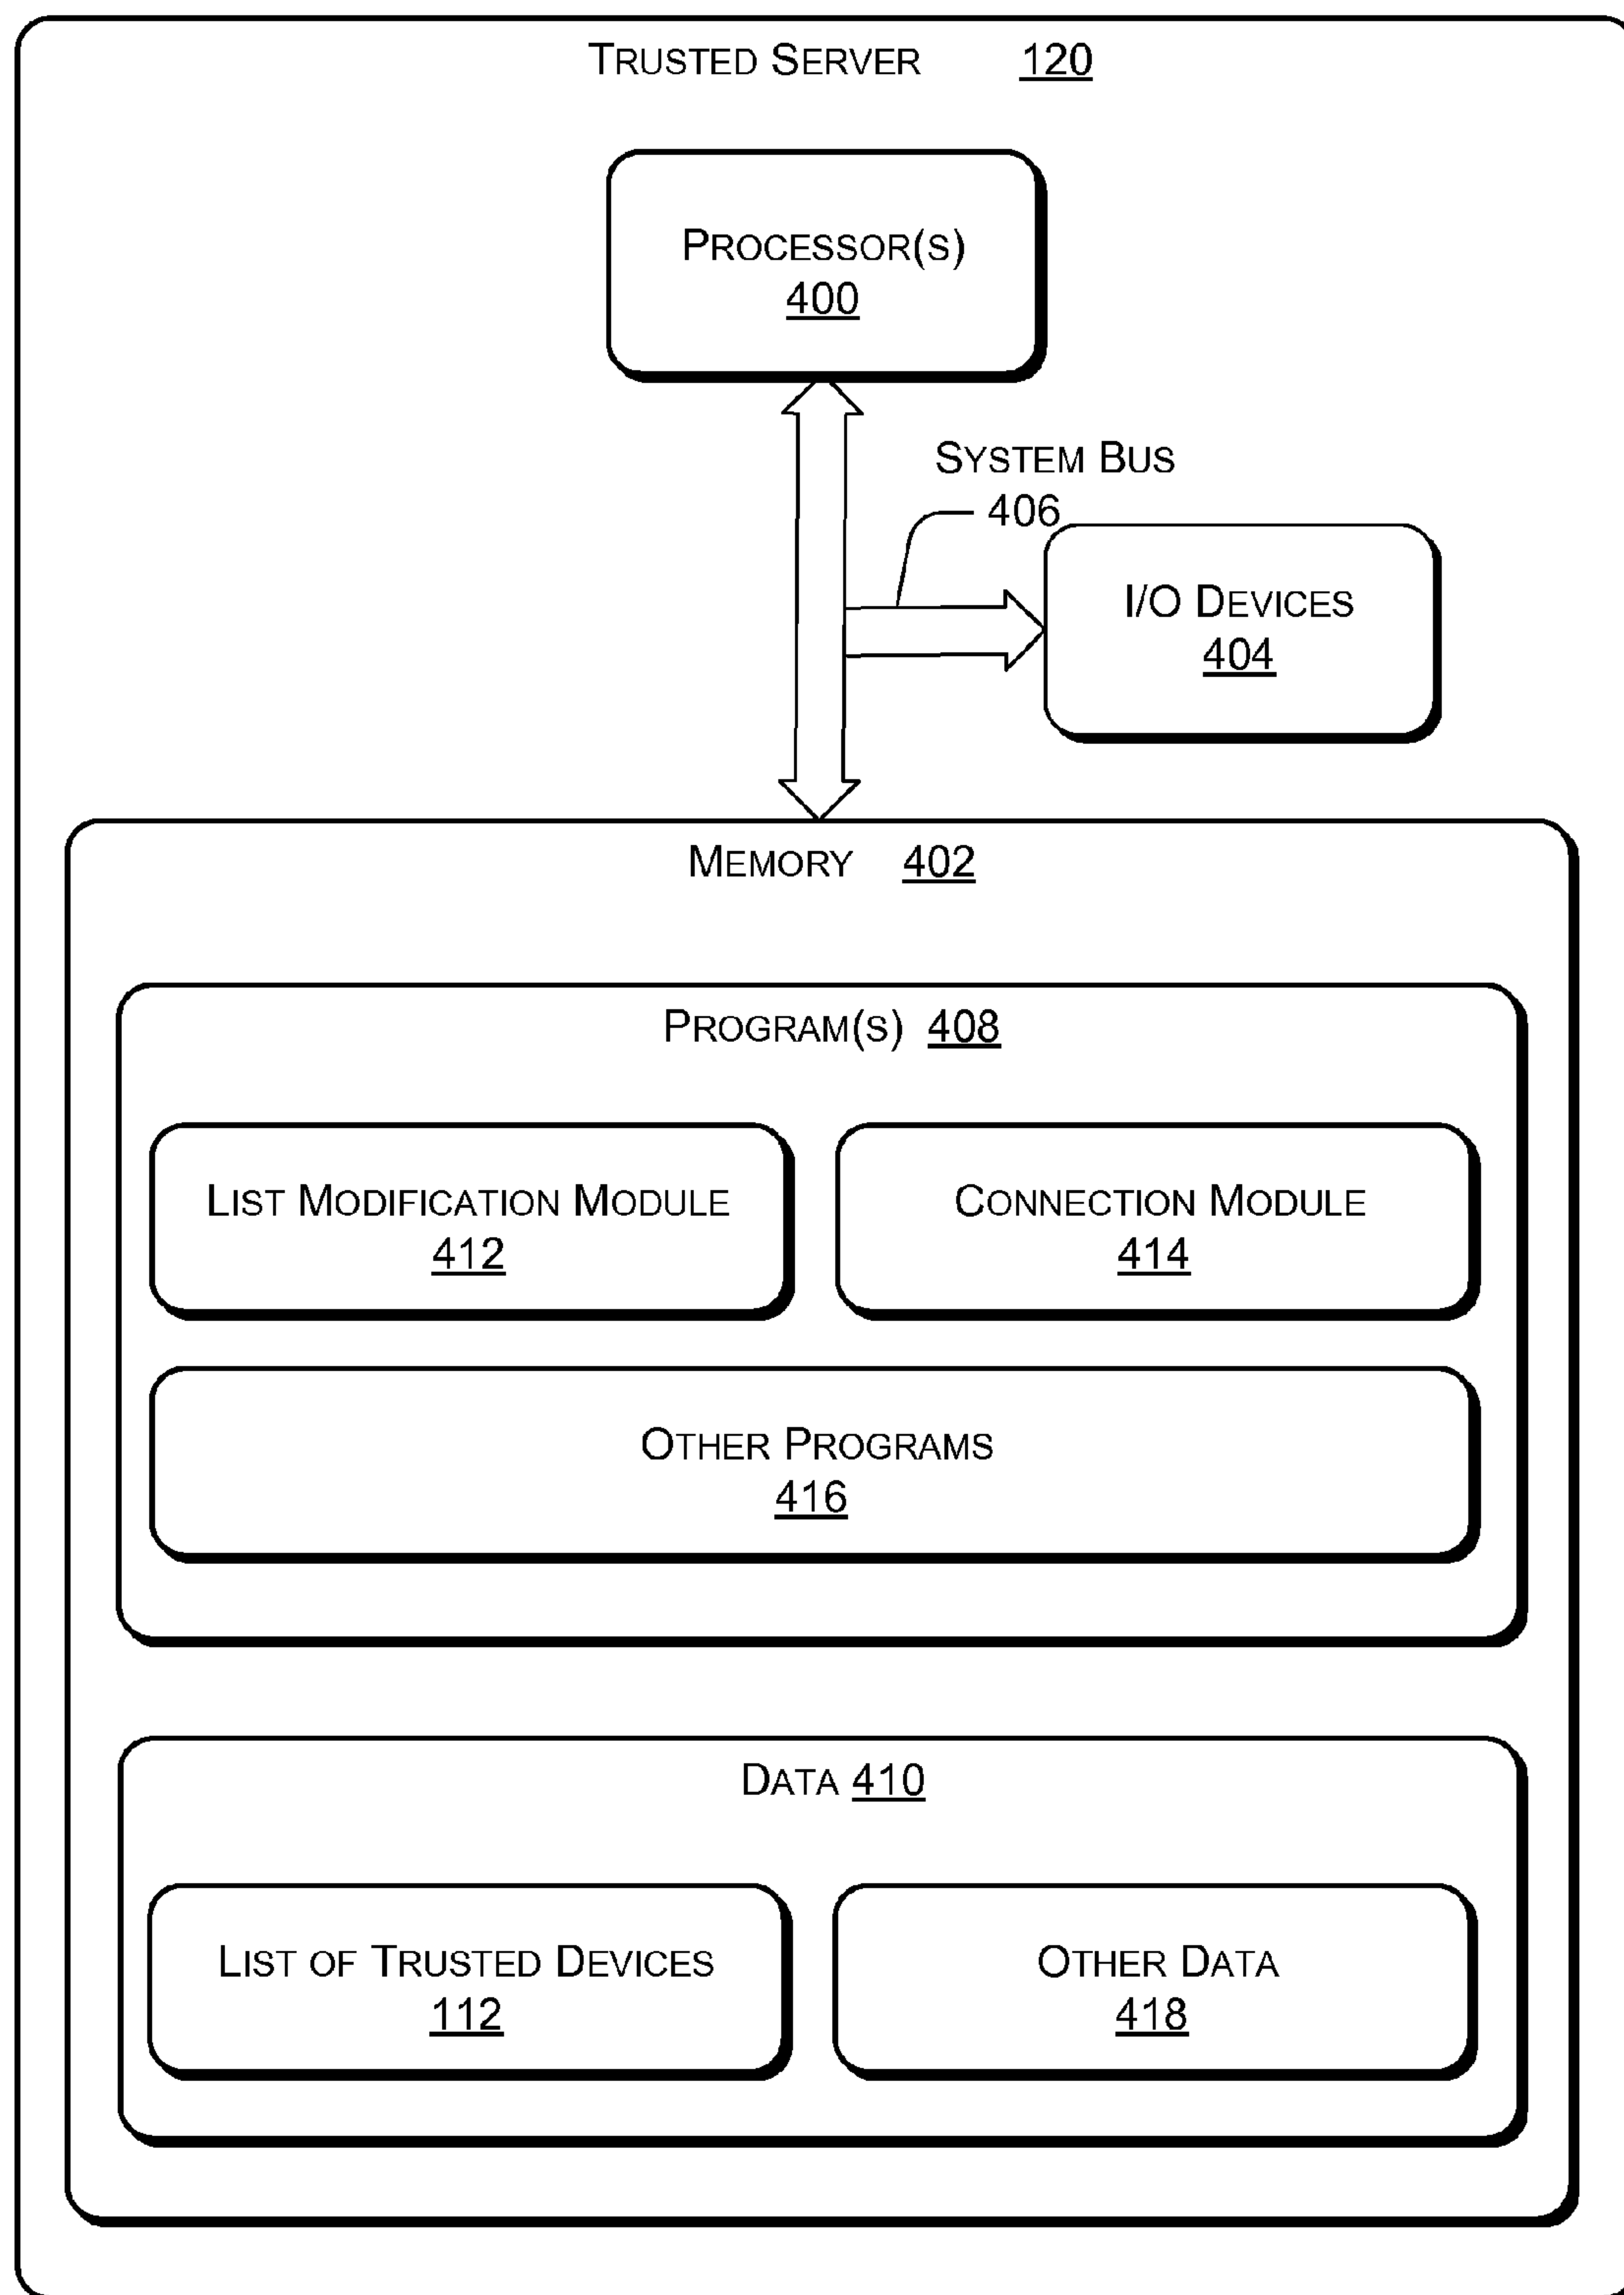 TRUSTED SERVER 120
PROCESSOR(S)
400
SYSTEM BUS
406
I/O DEVICES
404
MEMORY 402
PROGRAM(S) 408
LIST MODIFICATION MODULE
412
CONNECTION MODULE
414
OTHER PROGRAMS
416
DATA 410
LIST OF TRUSTED DEVICES
112
OTHER DATA
418